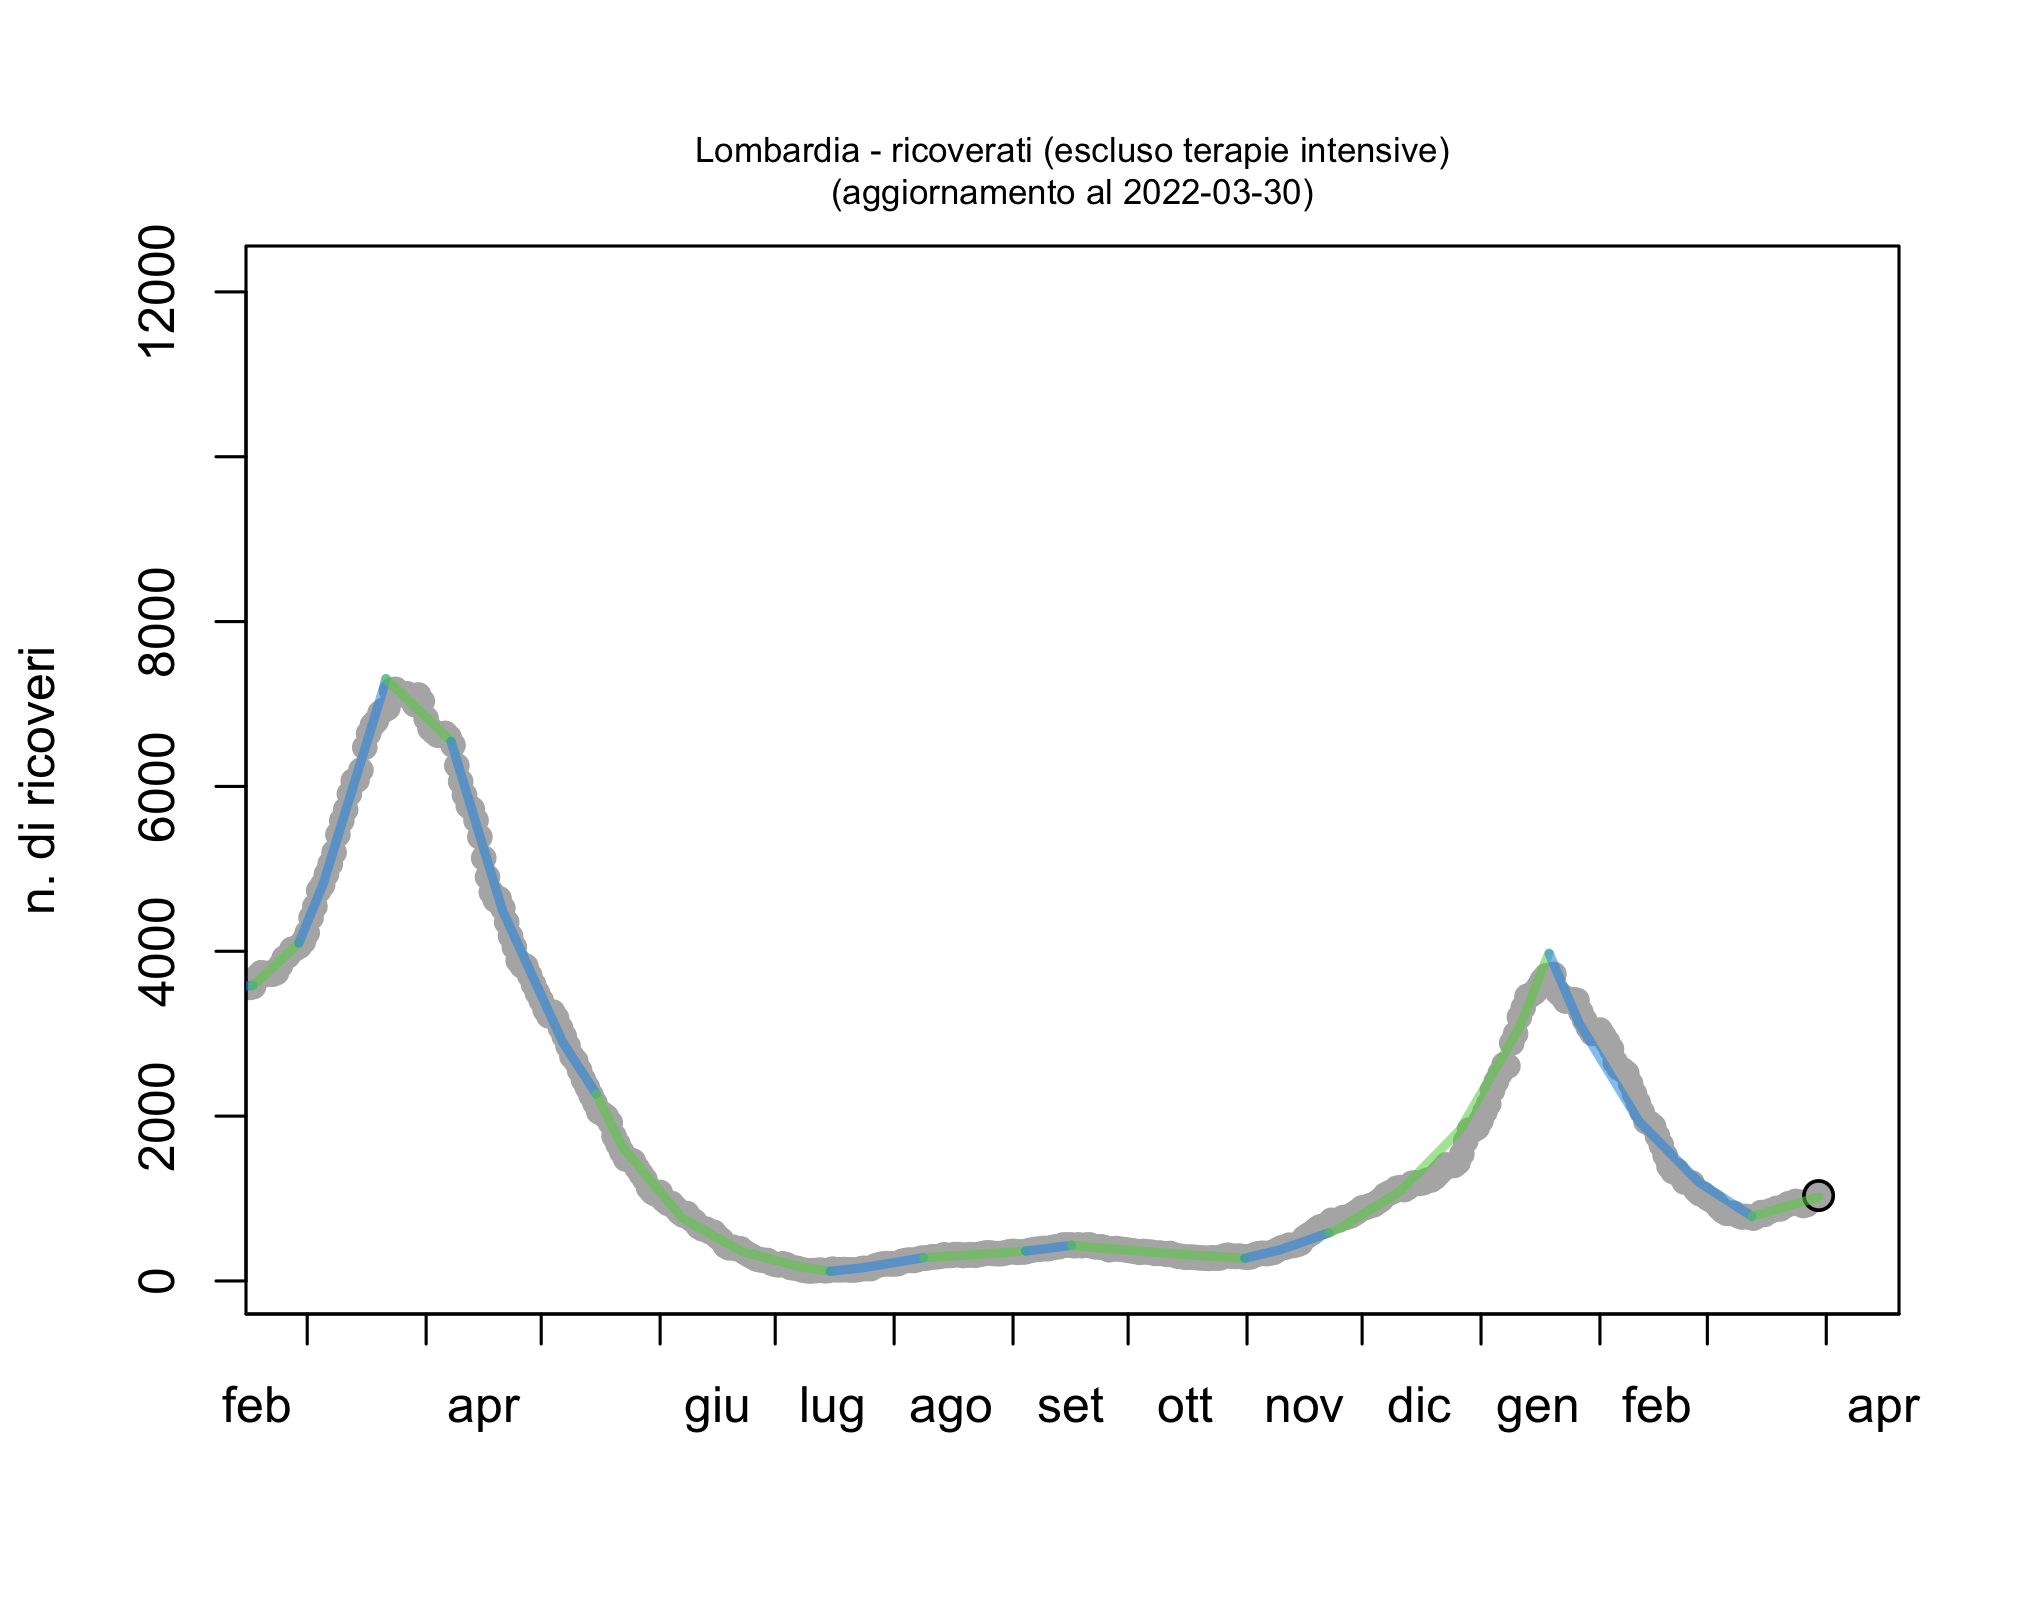 Lombardia - ricoverati (escluso terapie intensive)
(aggiornamento al 2022-03-30)
n. di ricoveri
12000
8000
6000
4000
2000
0
feb apr giu lug ago set ott nov dic gen feb apr